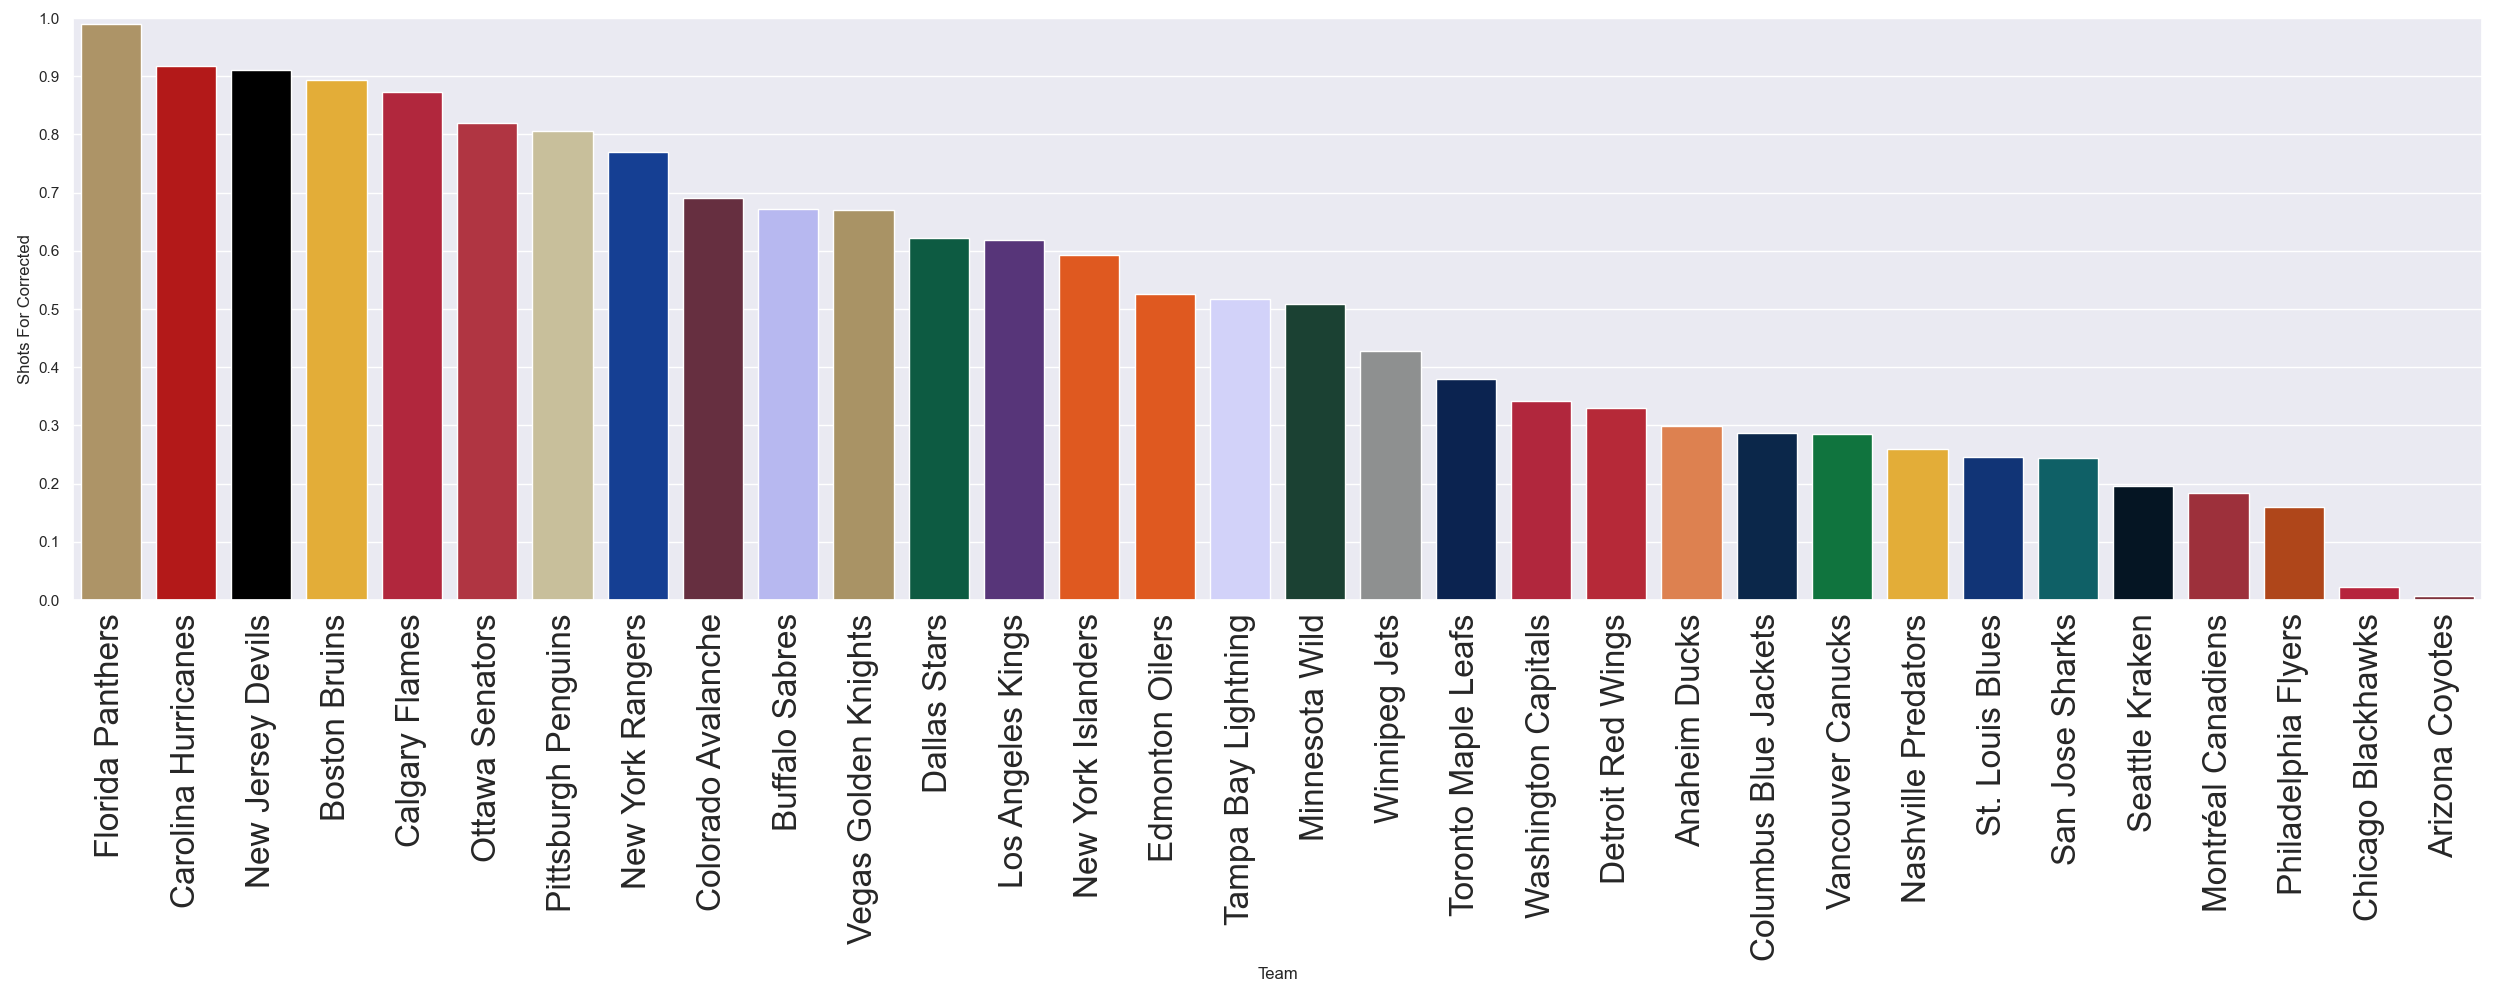 1.0
0.9
0.8
0.7
0.6
0.5
0.4
0.3
0.2
0.1
0.0
Shots For Corrected
Florida Panthers
Carolina Hurricanes
New Jersey Devils
Boston Bruins
Calgary Flames
Ottawa Senators
Pittsburgh Penguins
New York Rangers
Colorado Avalanche
Buffalo Sabres
Vegas Golden Knights
Dallas Stars
Los Angeles Kings
New York Islanders
Edmonton Oilers
Tampa Bay Lightning
Minnesota Wild
Winnipeg Jets
Toronto Maple Leafs
Washington Capitals
Detroit Red Wings
Anaheim Ducks
Columbus Blue Jackets
Vancouver Canucks
Nashville Predators
St. Louis Blues
San Jose Sharks
Seattle Kraken
Montréal Canadiens
Philadelphia Flyers
Chicago Blackhawks
Arizona Coyotes
Team